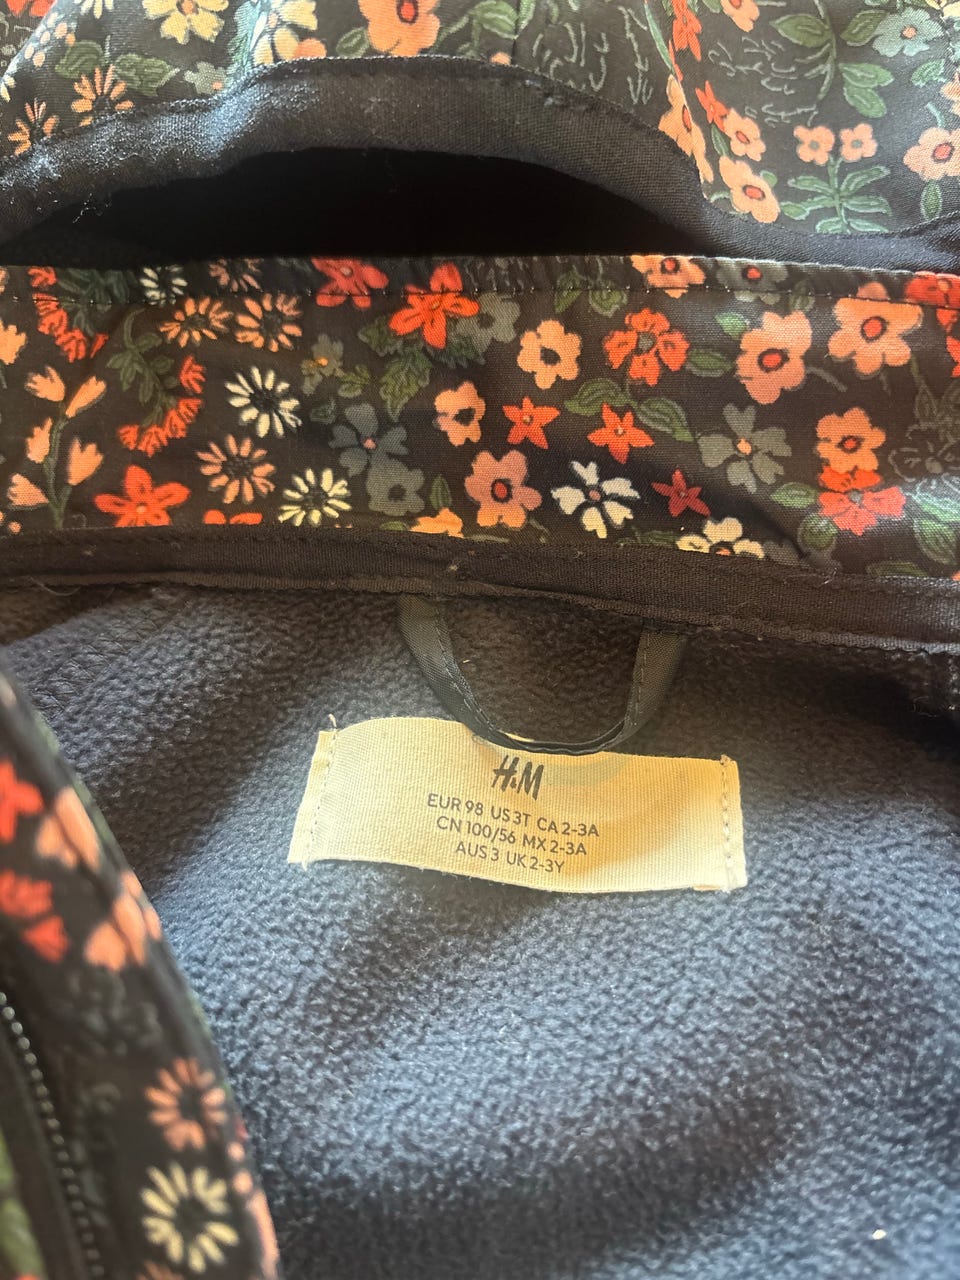 H&M
EUR 98 US 3T CA 2-3A
CN 100/56 MX 2-3A
AUS 3 UK 2-3Y